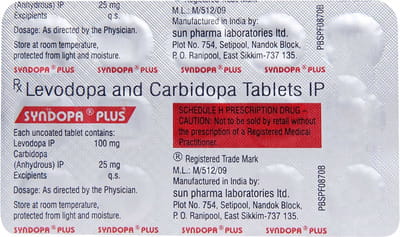 (Anhydrous) IP 25 mg
Excipients q.s.
Dosage: As directed by the Physician.
Store at room temperature,
protected from light and moisture.
SYNDOPA ® PLUS
M.L.: M/512/09
Manufactured in India by:
sun pharma laboratories ltd.
Plot No. 754, Setipool, Nandok Block,
P. O. Ranipool, East Sikkim-737 135.
PBSPF0870B
Rx Levodopa and Carbidopa Tablets IP
SYNDOPA ® PLUS
Each uncoated tablet contains:
Levodopa IP 100 mg
Carbidopa
(Anhydrous) IP 25 mg
Excipients q.s.
Dosage: As directed by the Physician.
Store at room temperature,
protected from light and moisture.
SCHEDULE H PRESCRIPTION DRUG –
CAUTION: Not to be sold by retail without
the prescription of a Registered Medical
Practitioner.
® Registered Trade Mark
M.L.: M/512/09
Manufactured in India by:
sun pharma laboratories ltd.
Plot No. 754, Setipool, Nandok Block,
P. O. Ranipool, East Sikkim-737 135.
PBSPF0870B